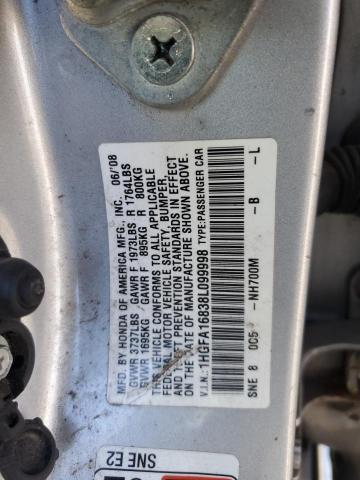 MFD. BY HONDA OF AMERICA MFG., INC. 06/'08
GVWR 3737LBS GAWR F 1973LBS R 1764LBS
GVWR 1695KG GAWR F 895KG R 800KG
THIS VEHICLE CONFORMS TO ALL APPLICABLE
FEDERAL MOTOR VEHICLE SAFETY, BUMPER,
AND THEFT PREVENTION STANDARDS IN EFFECT
ON THE DATE OF MANUFACTURE SHOWN ABOVE.
V.I.N.: 1HGFA16838L099998 TYPE:PASSENGER CAR
SNE 8 0C5 -NH700M -B -L
SNE E2